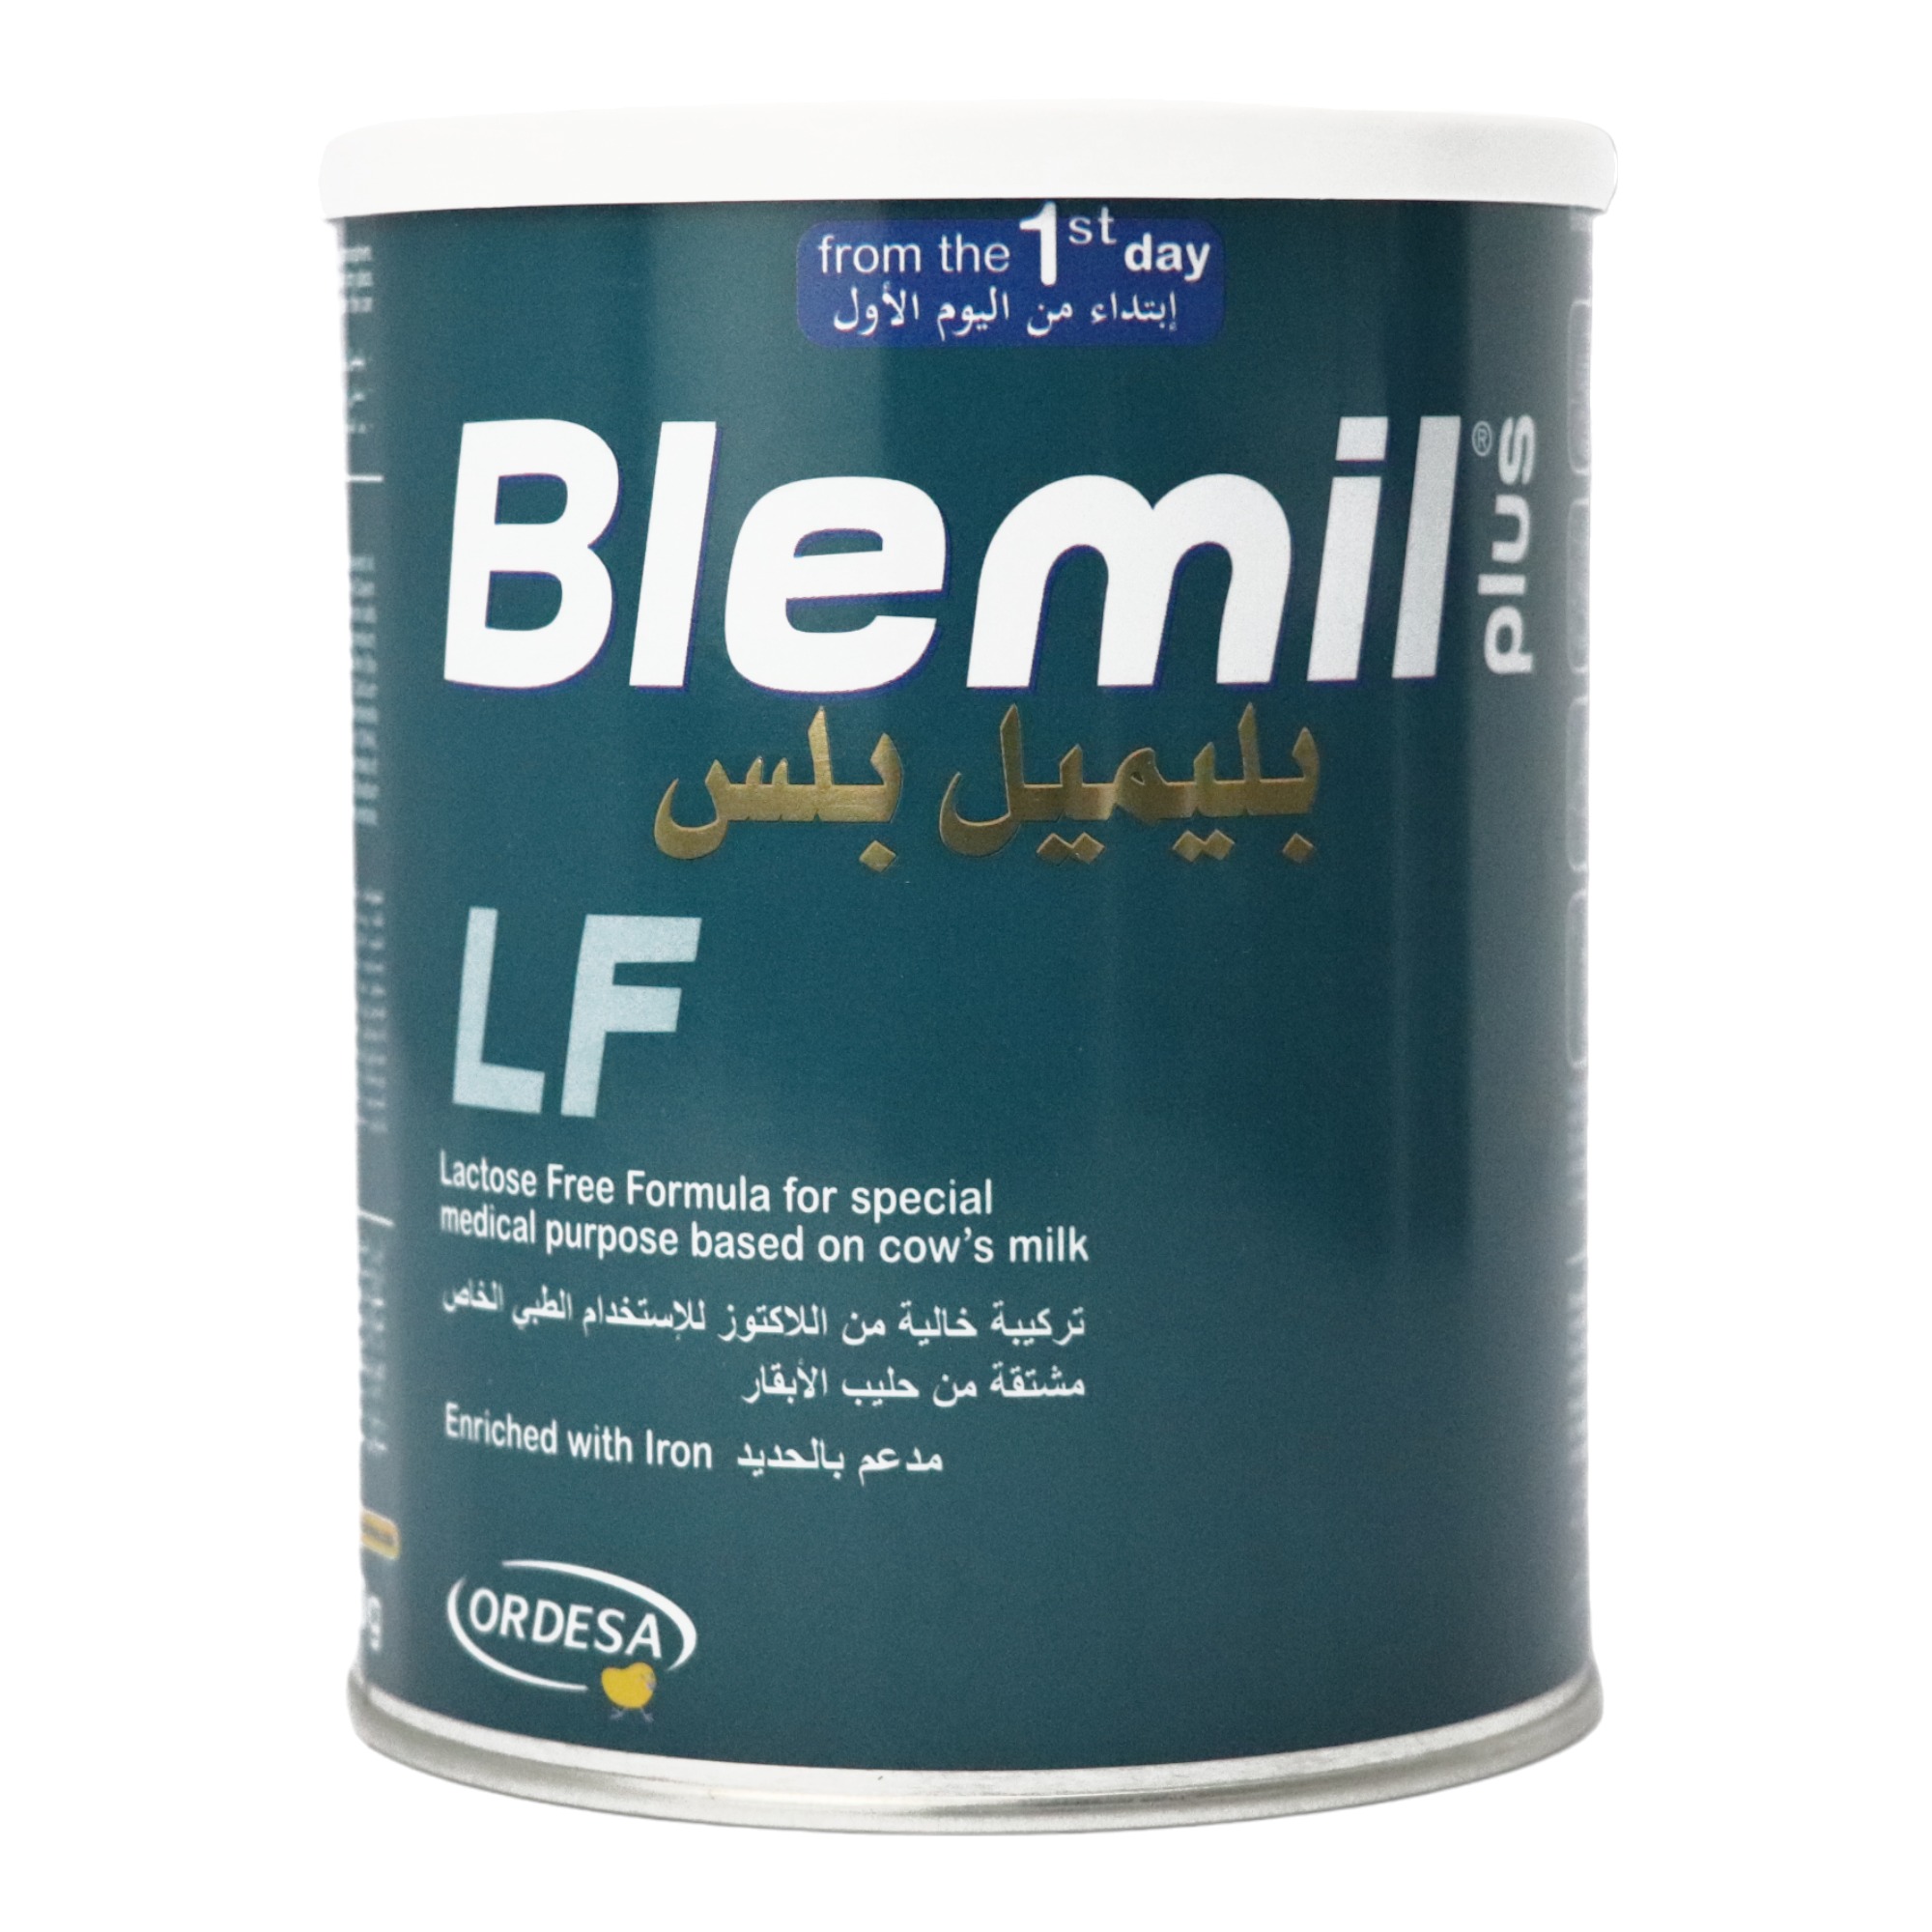 from the 1st day
إبتداء من اليوم الأول
Blemil® plus
بليميل بلس
LF
Lactose Free Formula for special
medical purpose based on cow's milk
تركيبة خالية من اللاكتوز للإستخدام الطبي الخاص
مشتقة من حليب الأبقار
Enriched with Iron مدعم بالحديد
ORDESA